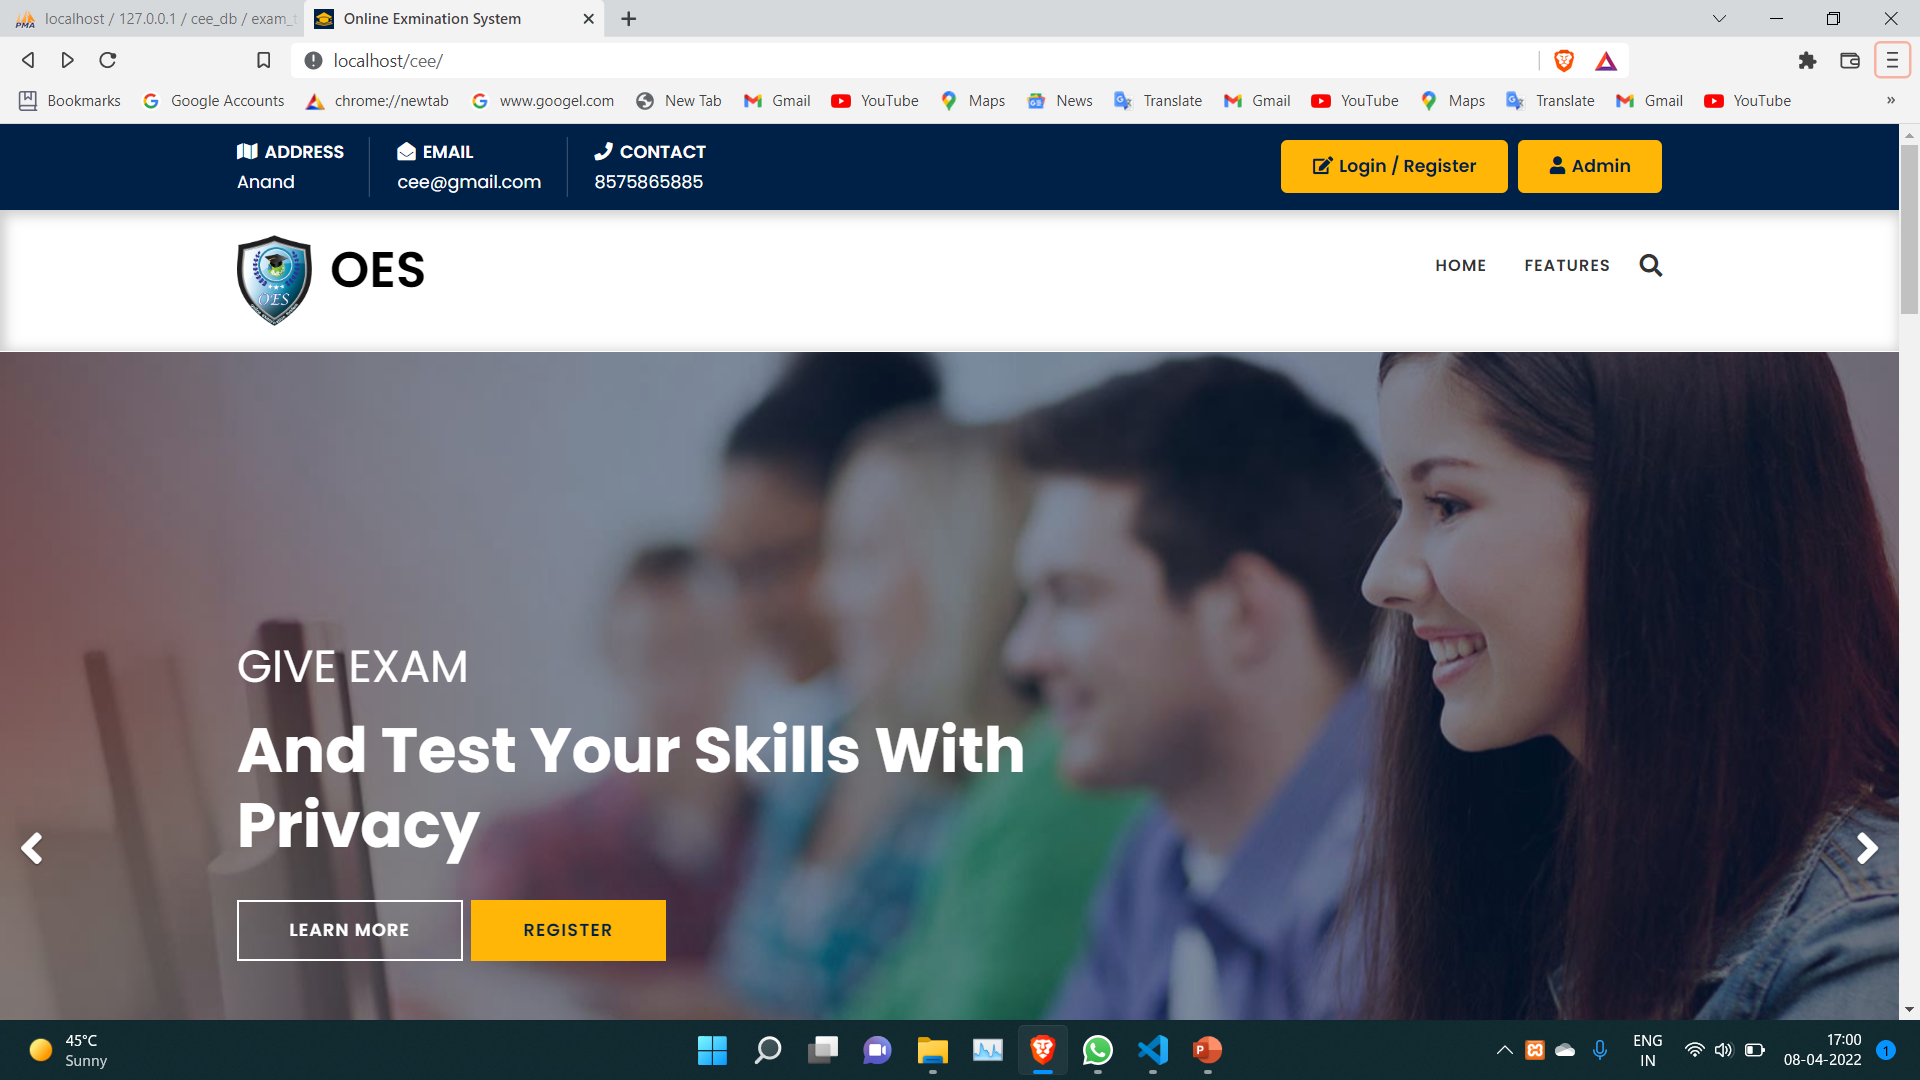 localhost / 127.0.0.1 / cee_db / exam_t
Online Exmination System
localhost/cee/
Bookmarks
Google Accounts
chrome://newtab
www.googel.com
New Tab
Gmail
YouTube
Maps
News
Translate
Gmail
YouTube
Maps
Translate
Gmail
YouTube
»
ADDRESS
Anand
EMAIL
cee@gmail.com
CONTACT
8575865885
Login / Register
Admin
OES
OES
HOME
FEATURES
GIVE EXAM
And Test Your Skills With
Privacy
LEARN MORE
REGISTER
45°C
Sunny
ENG
IN
17:00
08-04-2022
1